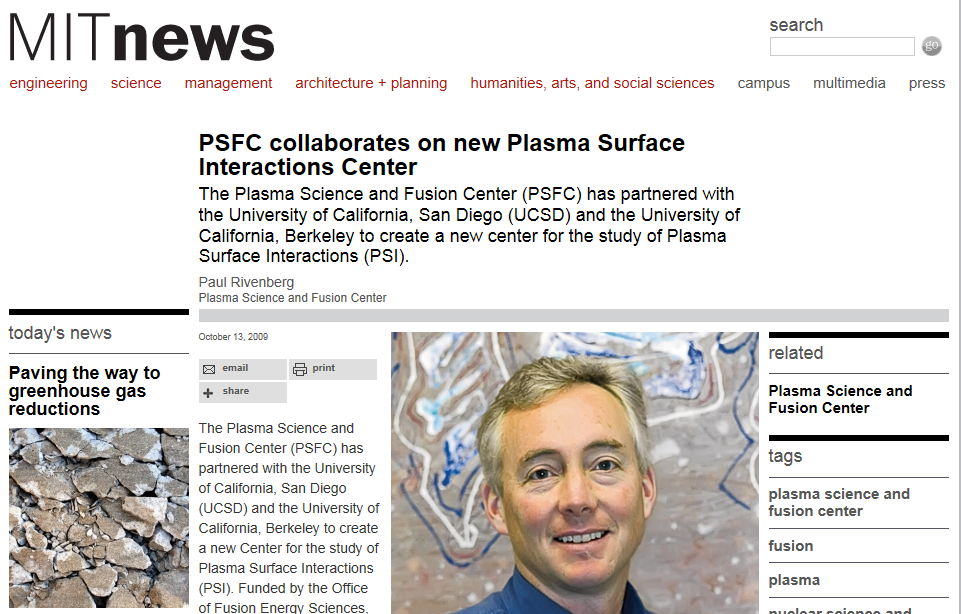 MITnews
search
go
engineering science management architecture + planning humanities, arts, and social sciences campus multimedia press
PSFC collaborates on new Plasma Surface
Interactions Center
The Plasma Science and Fusion Center (PSFC) has partnered with
the University of California, San Diego (UCSD) and the University of
California, Berkeley to create a new center for the study of Plasma
Surface Interactions (PSI).
Paul Rivenberg
Plasma Science and Fusion Center
today's news
Paving the way to
greenhouse gas
reductions
October 13, 2009
email
print
share
The Plasma Science and
Fusion Center (PSFC) has
partnered with the University
of California, San Diego
(UCSD) and the University of
California, Berkeley to create
a new Center for the study of
Plasma Surface Interactions
(PSI). Funded by the Office
of Fusion Energy Sciences,
related
Plasma Science and
Fusion Center
tags
plasma science and
fusion center
fusion
plasma
nuclear science and